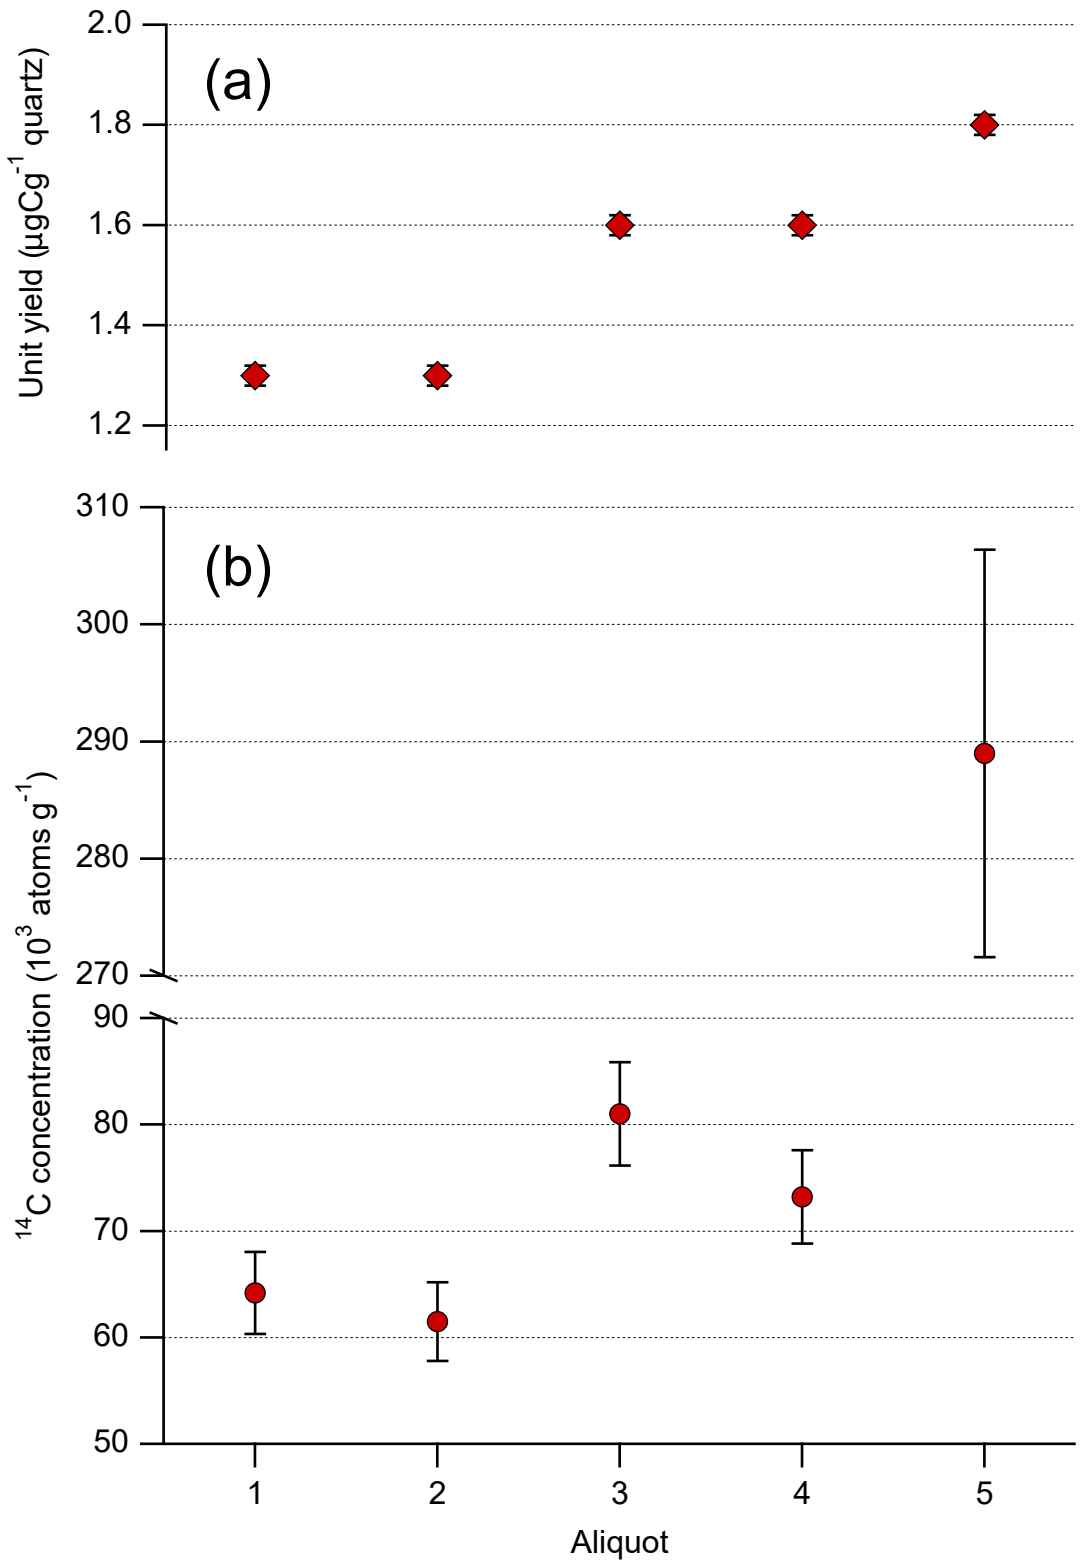 (a)
Unit yield (µgCg⁻¹ quartz)
2.0
1.8
1.6
1.4
1.2
(b)
¹⁴C concentration (10³ atoms g⁻¹)
310
300
290
280
270
90
80
70
60
50
1 2 3 4 5
Aliquot